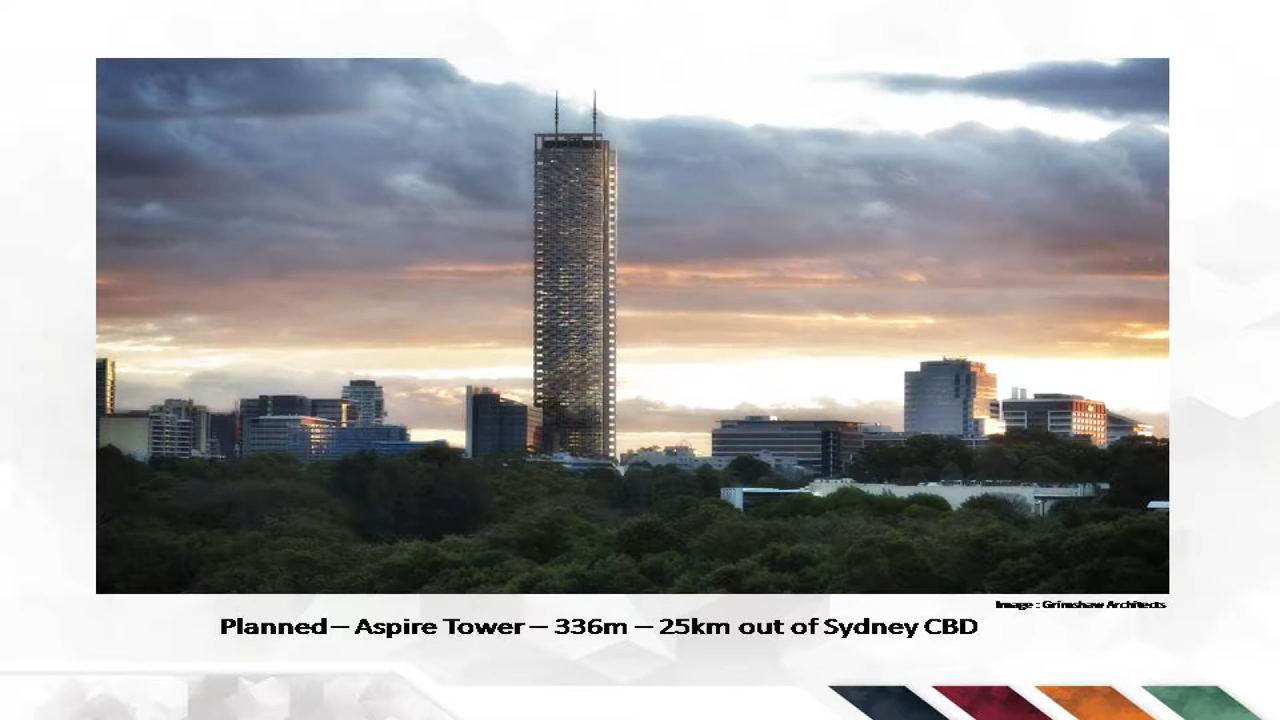 Image : Grimshaw Architects
Planned – Aspire Tower – 336m – 25km out of Sydney CBD